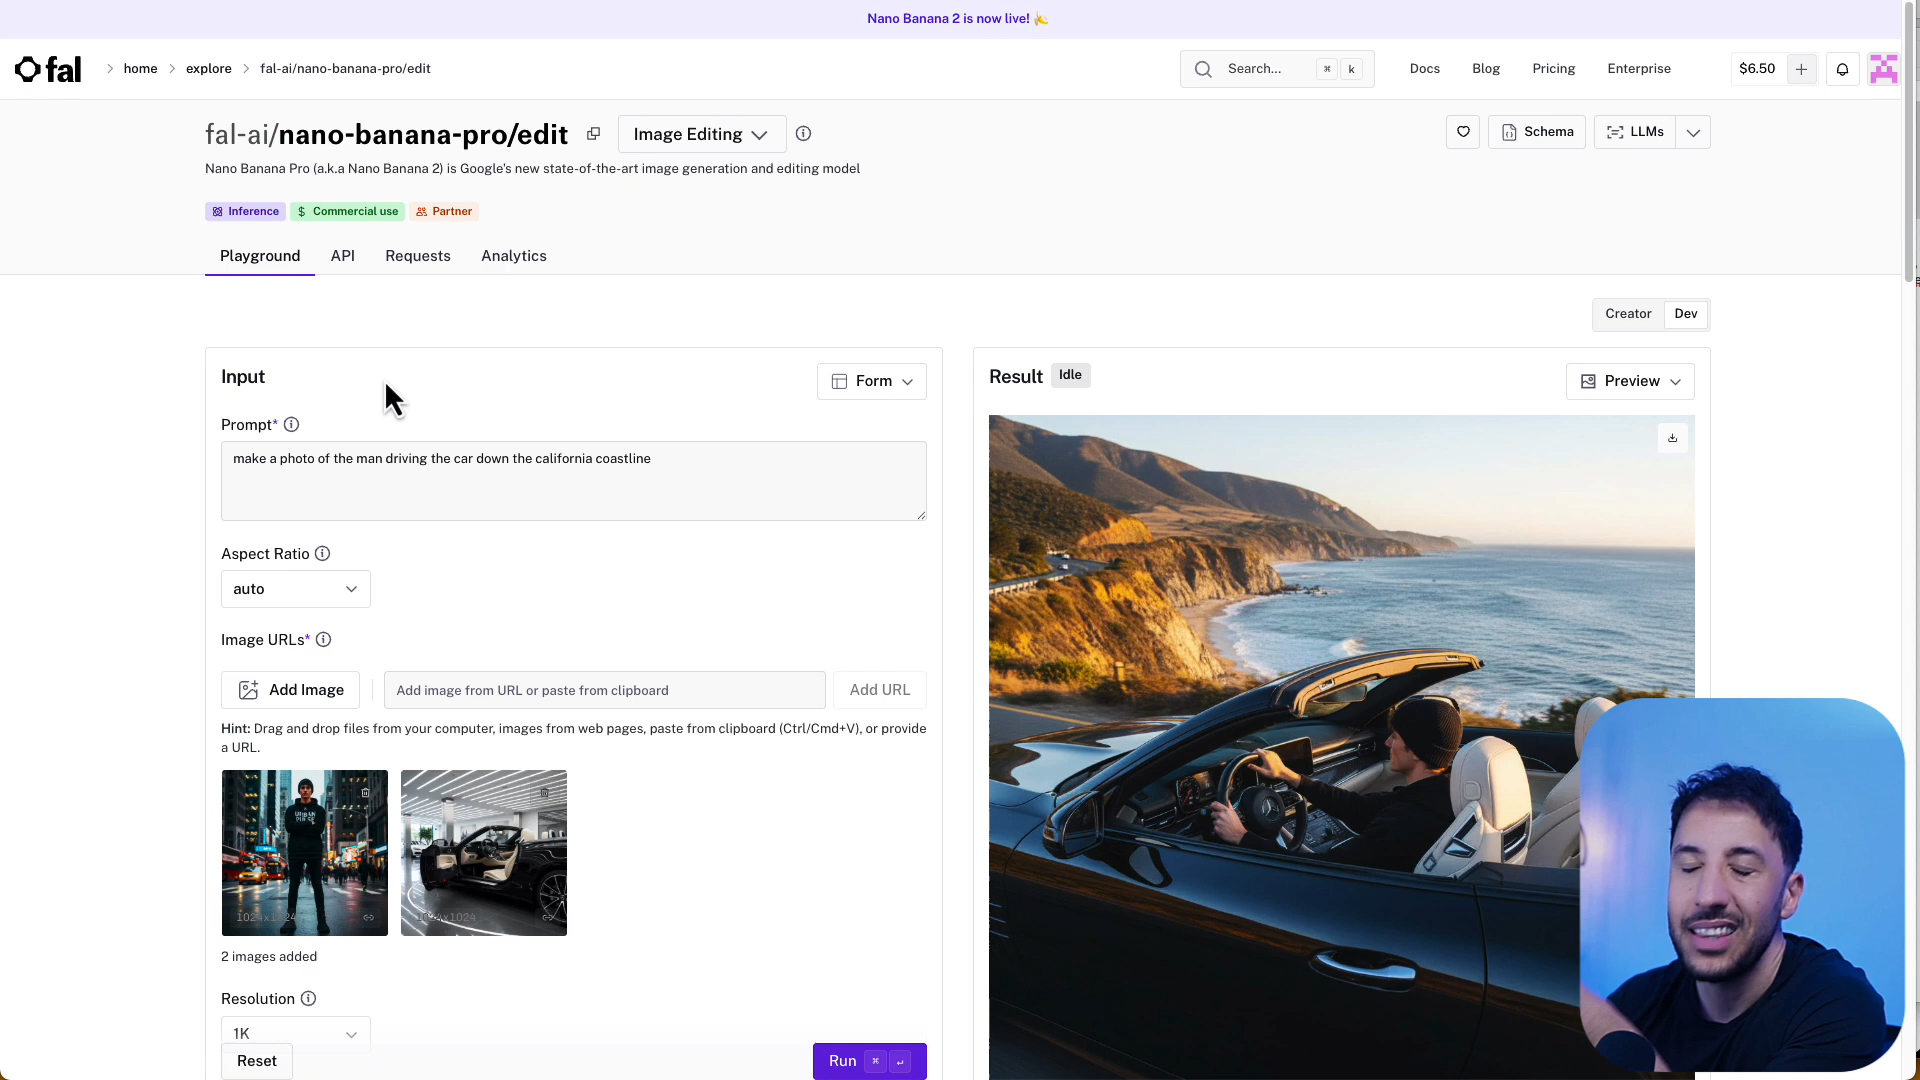 Nano Banana 2 is now live! 🍌
fal
home
explore
fal-ai/nano-banana-pro/edit
Search...
⌘ k
Docs
Blog
Pricing
Enterprise
$6.50
fal-ai/nano-banana-pro/edit
Image Editing
Schema
LLMs
Nano Banana Pro (a.k.a Nano Banana 2) is Google's new state-of-the-art image generation and editing model
Inference
Commercial use
Partner
Playground
API
Requests
Analytics
Creator
Dev
Input
Form
Prompt*
make a photo of the man driving the car down the california coastline
Aspect Ratio
auto
Image URLs*
Add Image
Add image from URL or paste from clipboard
Add URL
Hint: Drag and drop files from your computer, images from web pages, paste from clipboard (Ctrl/Cmd+V), or provide
a URL.
URBAN
PULSE
1024x1024
1024x1024
2 images added
Resolution
1K
Reset
Run ⌘ ↵
Result
Idle
Preview